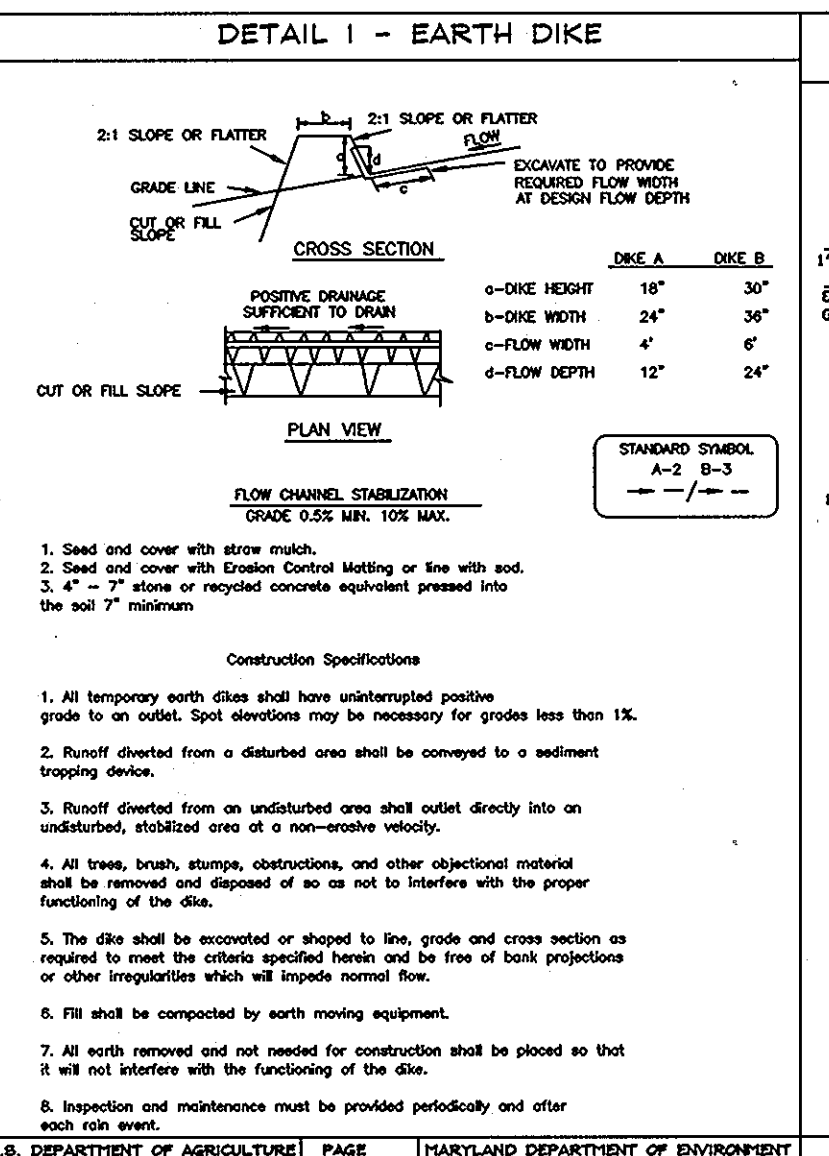 DETAIL 1 - EARTH DIKE
b
2:1 SLOPE OR FLATTER
2:1 SLOPE OR FLATTER
FLOW
a
d
c
GRADE LINE
EXCAVATE TO PROVIDE
REQUIRED FLOW WIDTH
AT DESIGN FLOW DEPTH
CUT OR FILL
SLOPE
CROSS SECTION
DIKE A DIKE B
a-DIKE HEIGHT 18" 30"
b-DIKE WIDTH 24" 36"
c-FLOW WIDTH 4' 6'
d-FLOW DEPTH 12" 24"
POSITIVE DRAINAGE
SUFFICIENT TO DRAIN
CUT OR FILL SLOPE
PLAN VIEW
STANDARD SYMBOL
A-2 B-3
FLOW CHANNEL STABILIZATION
GRADE 0.5% MIN. 10% MAX.
1. Seed and cover with straw mulch.
2. Seed and cover with Erosion Control Matting or line with sod.
3. 4" - 7" stone or recycled concrete equivalent pressed into
the soil 7" minimum
Construction Specifications
1. All temporary earth dikes shall have uninterrupted positive
grade to an outlet. Spot elevations may be necessary for grades less than 1%.
2. Runoff diverted from a disturbed area shall be conveyed to a sediment
trapping device.
3. Runoff diverted from an undisturbed area shall outlet directly into an
undisturbed, stabilized area at a non-erosive velocity.
4. All trees, brush, stumps, obstructions, and other objectional material
shall be removed and disposed of so as not to interfere with the proper
functioning of the dike.
5. The dike shall be excavated or shaped to line, grade and cross section as
required to meet the criteria specified herein and be free of bank projections
or other irregularities which will impede normal flow.
6. Fill shall be compacted by earth moving equipment.
7. All earth removed and not needed for construction shall be placed so that
it will not interfere with the functioning of the dike.
8. Inspection and maintenance must be provided periodically and after
each rain event.
.S. DEPARTMENT OF AGRICULTURE PAGE MARYLAND DEPARTMENT OF ENVIRONMENT